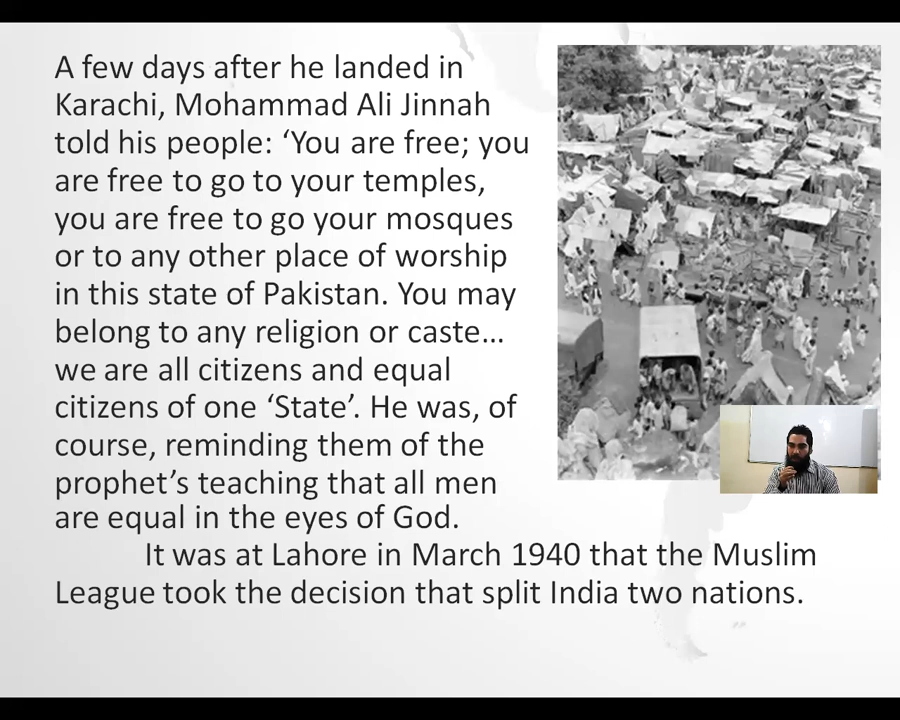 A few days after he landed in
Karachi, Mohammad Ali Jinnah
told his people: ‘You are free; you
are free to go to your temples,
you are free to go your mosques
or to any other place of worship
in this state of Pakistan. You may
belong to any religion or caste…
we are all citizens and equal
citizens of one ‘State’. He was, of
course, reminding them of the
prophet’s teaching that all men
are equal in the eyes of God.
It was at Lahore in March 1940 that the Muslim
League took the decision that split India two nations.